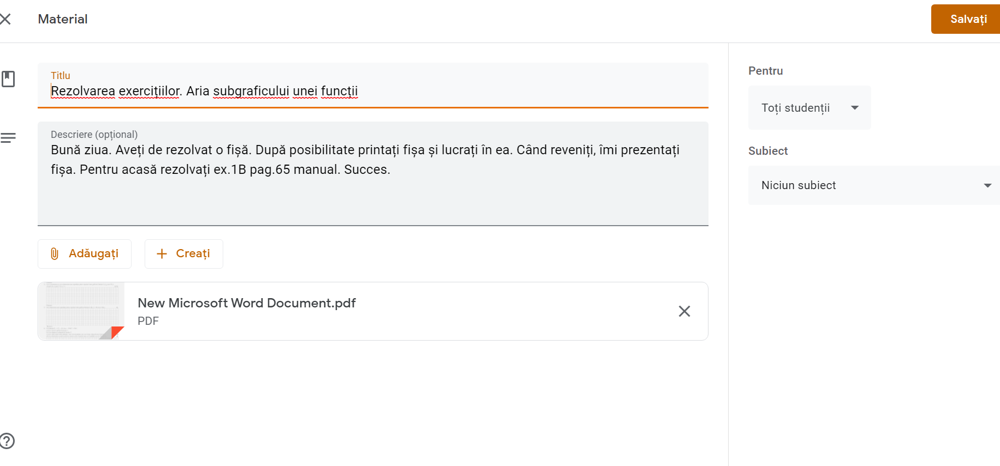 Material
Salvați
Titlu
Rezolvarea exercițiilor. Aria subgraficului unei funcții
Descriere (opțional)
Bună ziua. Aveți de rezolvat o fișă. După posibilitate printați fișa și lucrați în ea. Când reveniți, îmi prezentați
fișa. Pentru acasă rezolvați ex.1B pag.65 manual. Succes.
Adăugați
Creați
New Microsoft Word Document.pdf
PDF
Pentru
Toți studenții
Subiect
Niciun subiect